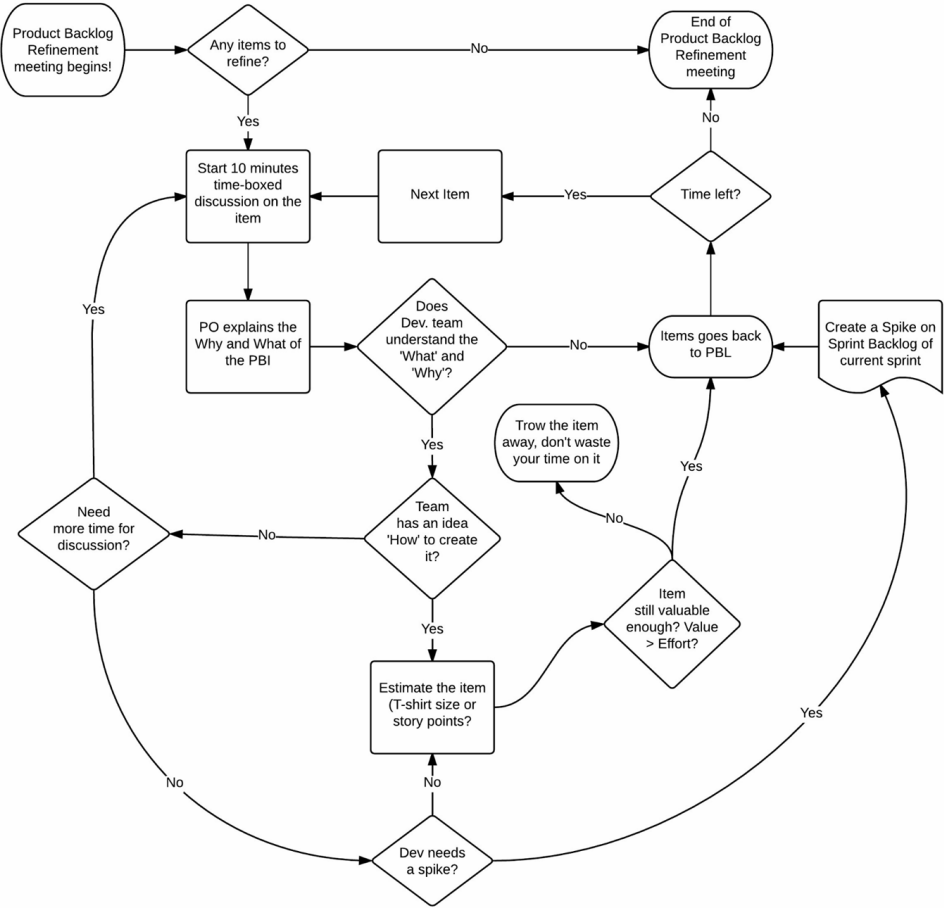 Product Backlog
Refinement
meeting begins!
Any items to
refine?
No
End of
Product Backlog
Refinement
meeting
Yes
No
Start 10 minutes
time-boxed
discussion on the
item
Next Item
Yes
Time left?
Yes
PO explains the
Why and What of
of the PBI
Does
Dev. team
understand the
'What' and
'Why'?
No
Items goes back
to PBL
Create a Spike on
Sprint Backlog of
current sprint
Yes
Trow the item
away, don't waste
your time on it
Yes
Need
more time for
discussion?
No
Team
has an idea
'How' to create
it?
No
Yes
Item
still valuable
enough? Value
> Effort?
Estimate the item
(T-shirt size or
story points?
Yes
No
No
Dev needs
a spike?